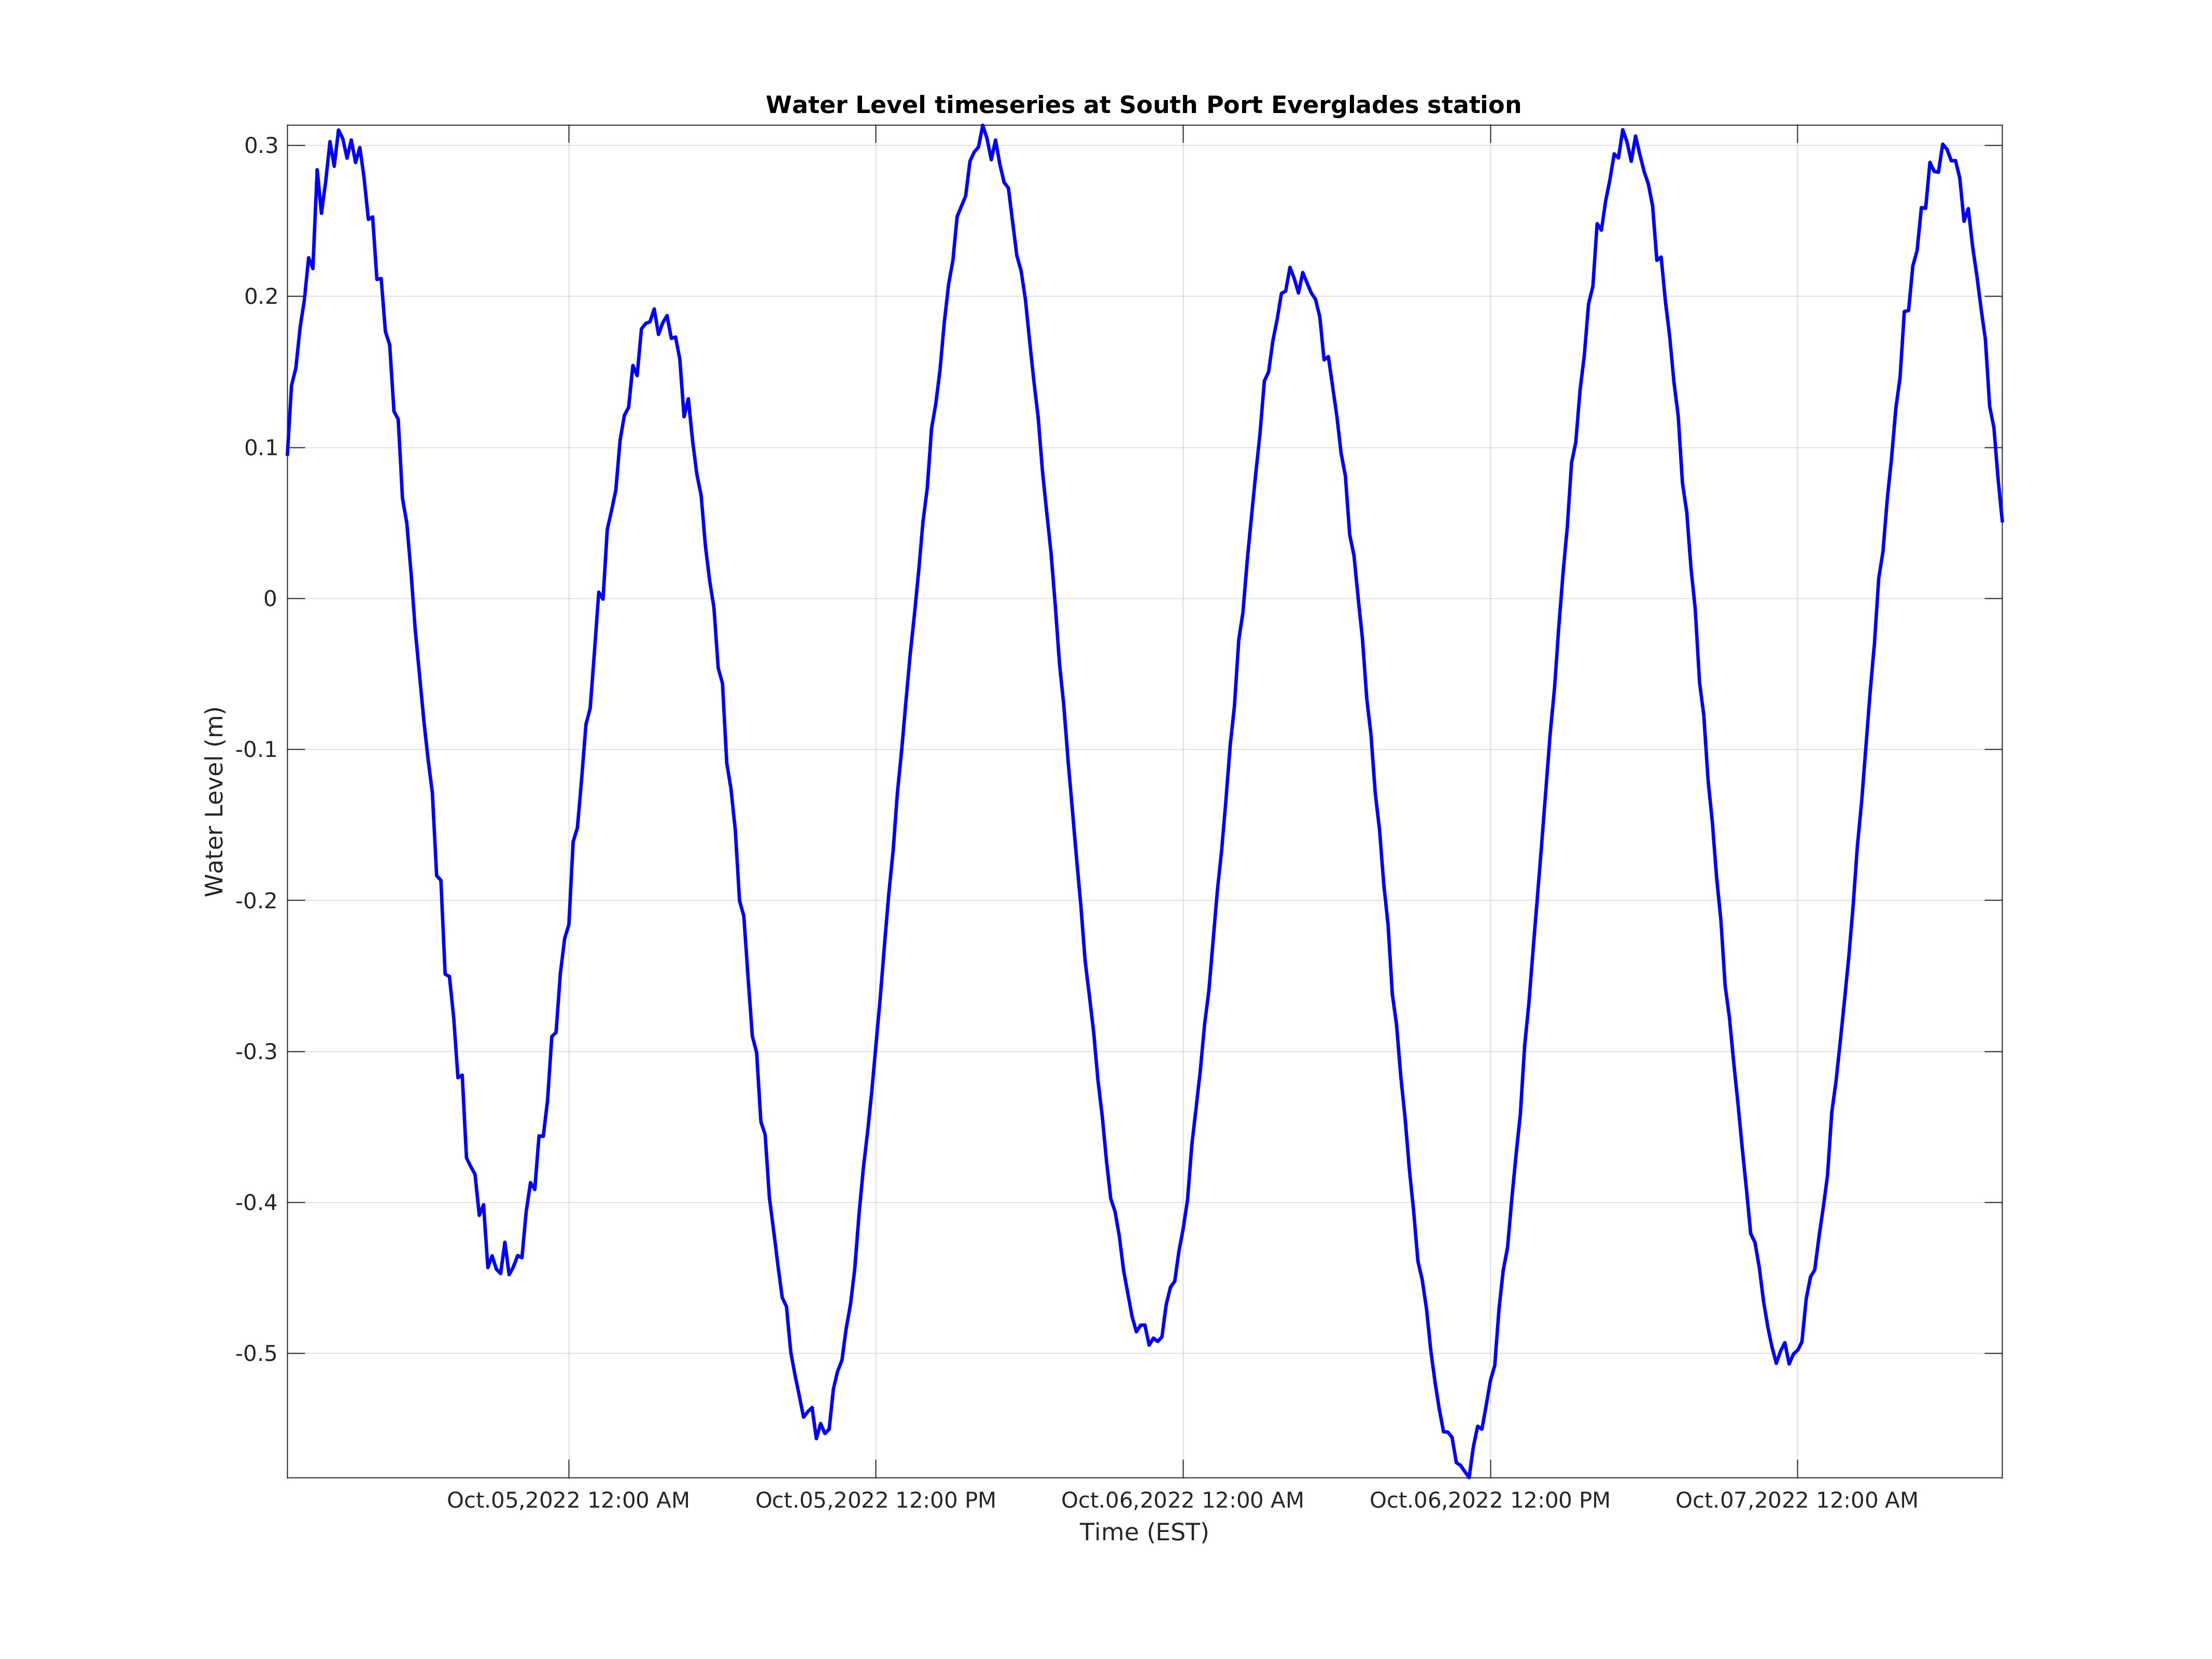 Water Level timeseries at South Port Everglades station
0.3
0.2
0.1
0
-0.1
-0.2
-0.3
-0.4
-0.5
Water Level (m)
Oct.05,2022 12:00 AM
Oct.05,2022 12:00 PM
Oct.06,2022 12:00 AM
Oct.06,2022 12:00 PM
Oct.07,2022 12:00 AM
Time (EST)